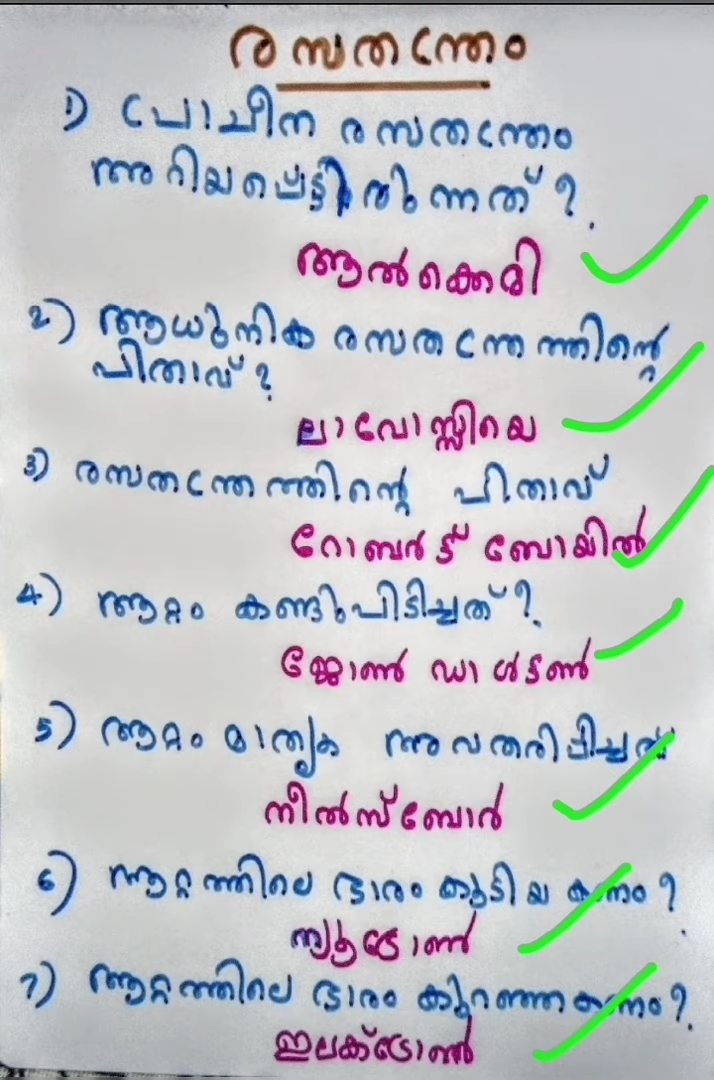 രസതന്ത്രം
1) പ്രാചീന രസതന്ത്രം
അറിയപ്പെട്ടിരുന്നത് ?.
ആൽക്കെമി
2) ആധുനിക രസതന്ത്രത്തിന്റെ
പിതാവ് ?
ലാവോസ്സിയെ
3) രസതന്ത്രത്തിന്റെ പിതാവ്
റോബർട്ട് ബോയിൽ
4) ആറ്റം കണ്ടുപിടിച്ചത് ?.
ജോൺ ഡാൾട്ടൺ
5) ആറ്റം മാതൃക അവതരിപ്പിച്ചത്
നീൽസ് ബോർ
6) ആറ്റത്തിലെ ഭാരം കൂടിയ കണം ?.
ന്യൂട്രോൺ
7) ആറ്റത്തിലെ ഭാരം കുറഞ്ഞ കണം ?.
ഇലക്ട്രോൺ